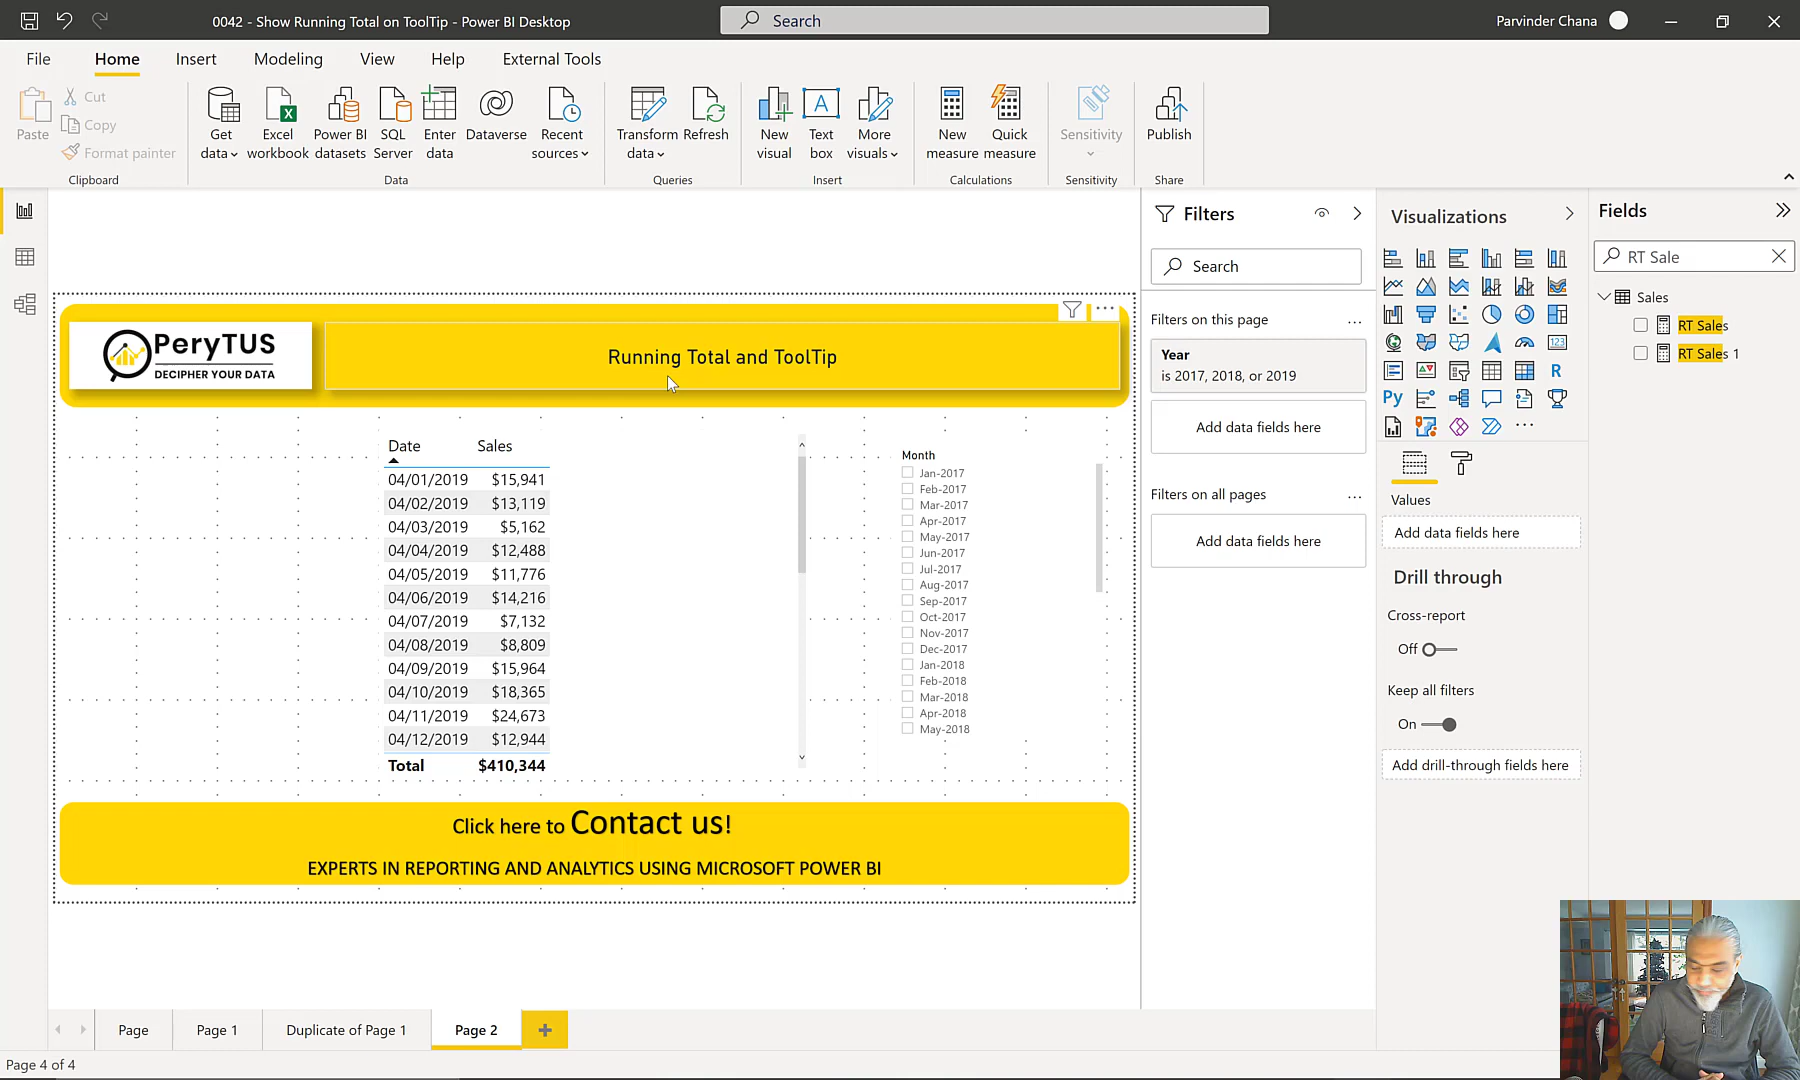 0042 - Show Running Total on ToolTip - Power BI Desktop
Search
Parvinder Chana
File
Home
Insert
Modeling
View
Help
External Tools
Paste
Cut
Copy
Format painter
Clipboard
Get data
Excel workbook
Power BI datasets
SQL Server
Enter data
Dataverse
Recent sources
Data
Transform data
Refresh
Queries
New visual
Text box
More visuals
Insert
New measure
Quick measure
Calculations
Sensitivity
Sensitivity
Publish
Share
PeryTUS
DECIPHER YOUR DATA
Running Total and ToolTip
Date Sales
04/01/2019 $15,941
04/02/2019 $13,119
04/03/2019 $5,162
04/04/2019 $12,488
04/05/2019 $11,776
04/06/2019 $14,216
04/07/2019 $7,132
04/08/2019 $8,809
04/09/2019 $15,964
04/10/2019 $18,365
04/11/2019 $24,673
04/12/2019 $12,944
Total $410,344
Month
Jan-2017
Feb-2017
Mar-2017
Apr-2017
May-2017
Jun-2017
Jul-2017
Aug-2017
Sep-2017
Oct-2017
Nov-2017
Dec-2017
Jan-2018
Feb-2018
Mar-2018
Apr-2018
May-2018
Click here to Contact us!
EXPERTS IN REPORTING AND ANALYTICS USING MICROSOFT POWER BI
Filters
Search
Filters on this page
Year
is 2017, 2018, or 2019
Add data fields here
Filters on all pages
Add data fields here
Visualizations
123
R
Py
Values
Add data fields here
Drill through
Cross-report
Off
Keep all filters
On
Add drill-through fields here
Fields
RT Sale
Sales
RT Sales
RT Sales 1
Page
Page 1
Duplicate of Page 1
Page 2
Page 4 of 4